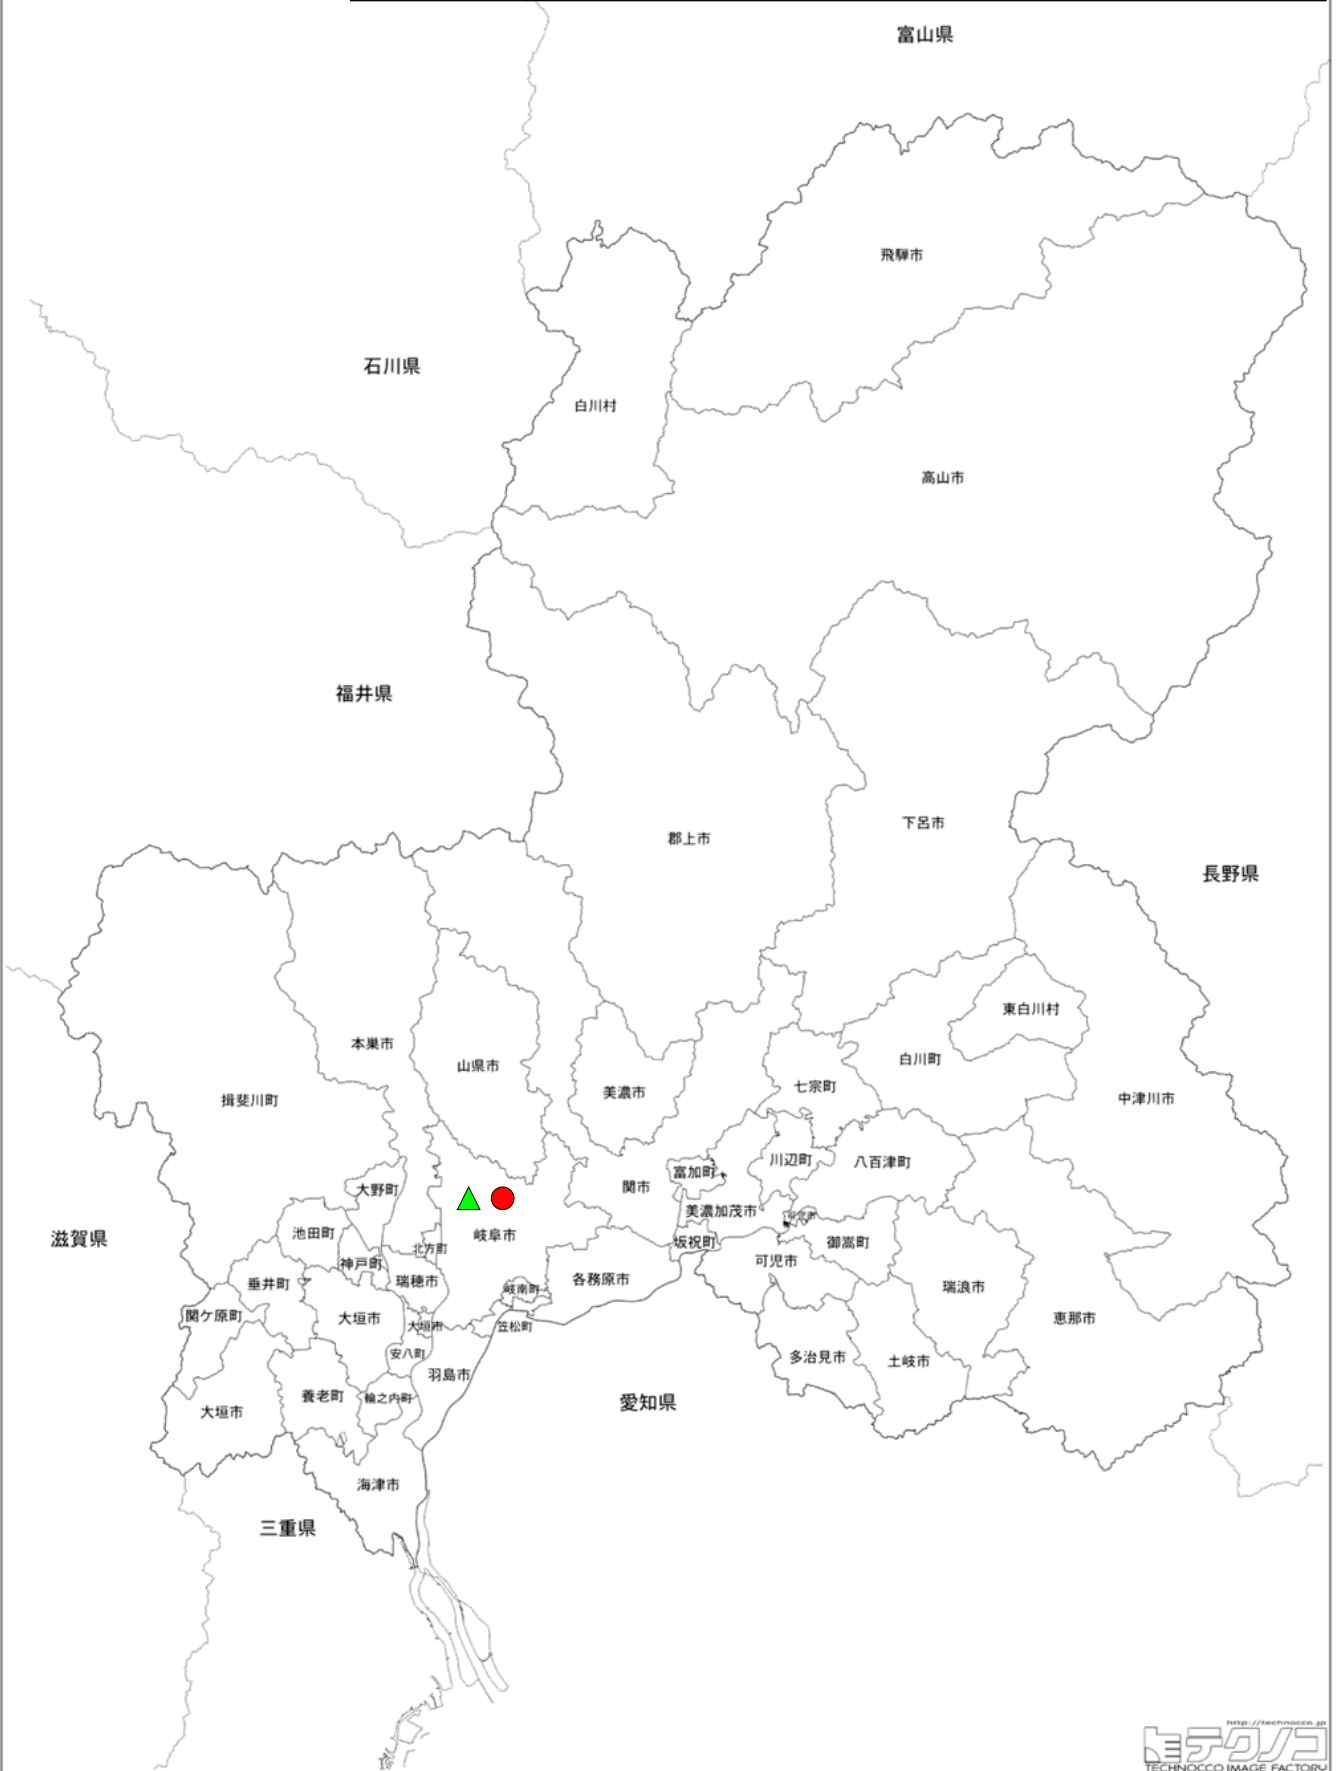 富山県
飛騨市
石川県
白川村
高山市
福井県
下呂市
郡上市
長野県
東白川村
本巣市
白川町
山県市
七宗町
美濃市
中津川市
揖斐川町
川辺町
八百津町
富加町
関市
大野町
美濃加茂市
池田町
岐阜市
滋賀県
坂祝町
御嵩町
北方町
可児市
神戸町
各務原市
瑞穂市
垂井町
瑞浪市
岐南町
関ケ原町
大垣市
恵那市
大垣市
笠松町
安八町
多治見市
土岐市
羽島市
養老町
輪之内町
愛知県
大垣市
海津市
三重県
http://technocco.jp
テクノコ
TECHNOCCO IMAGE FACTORY